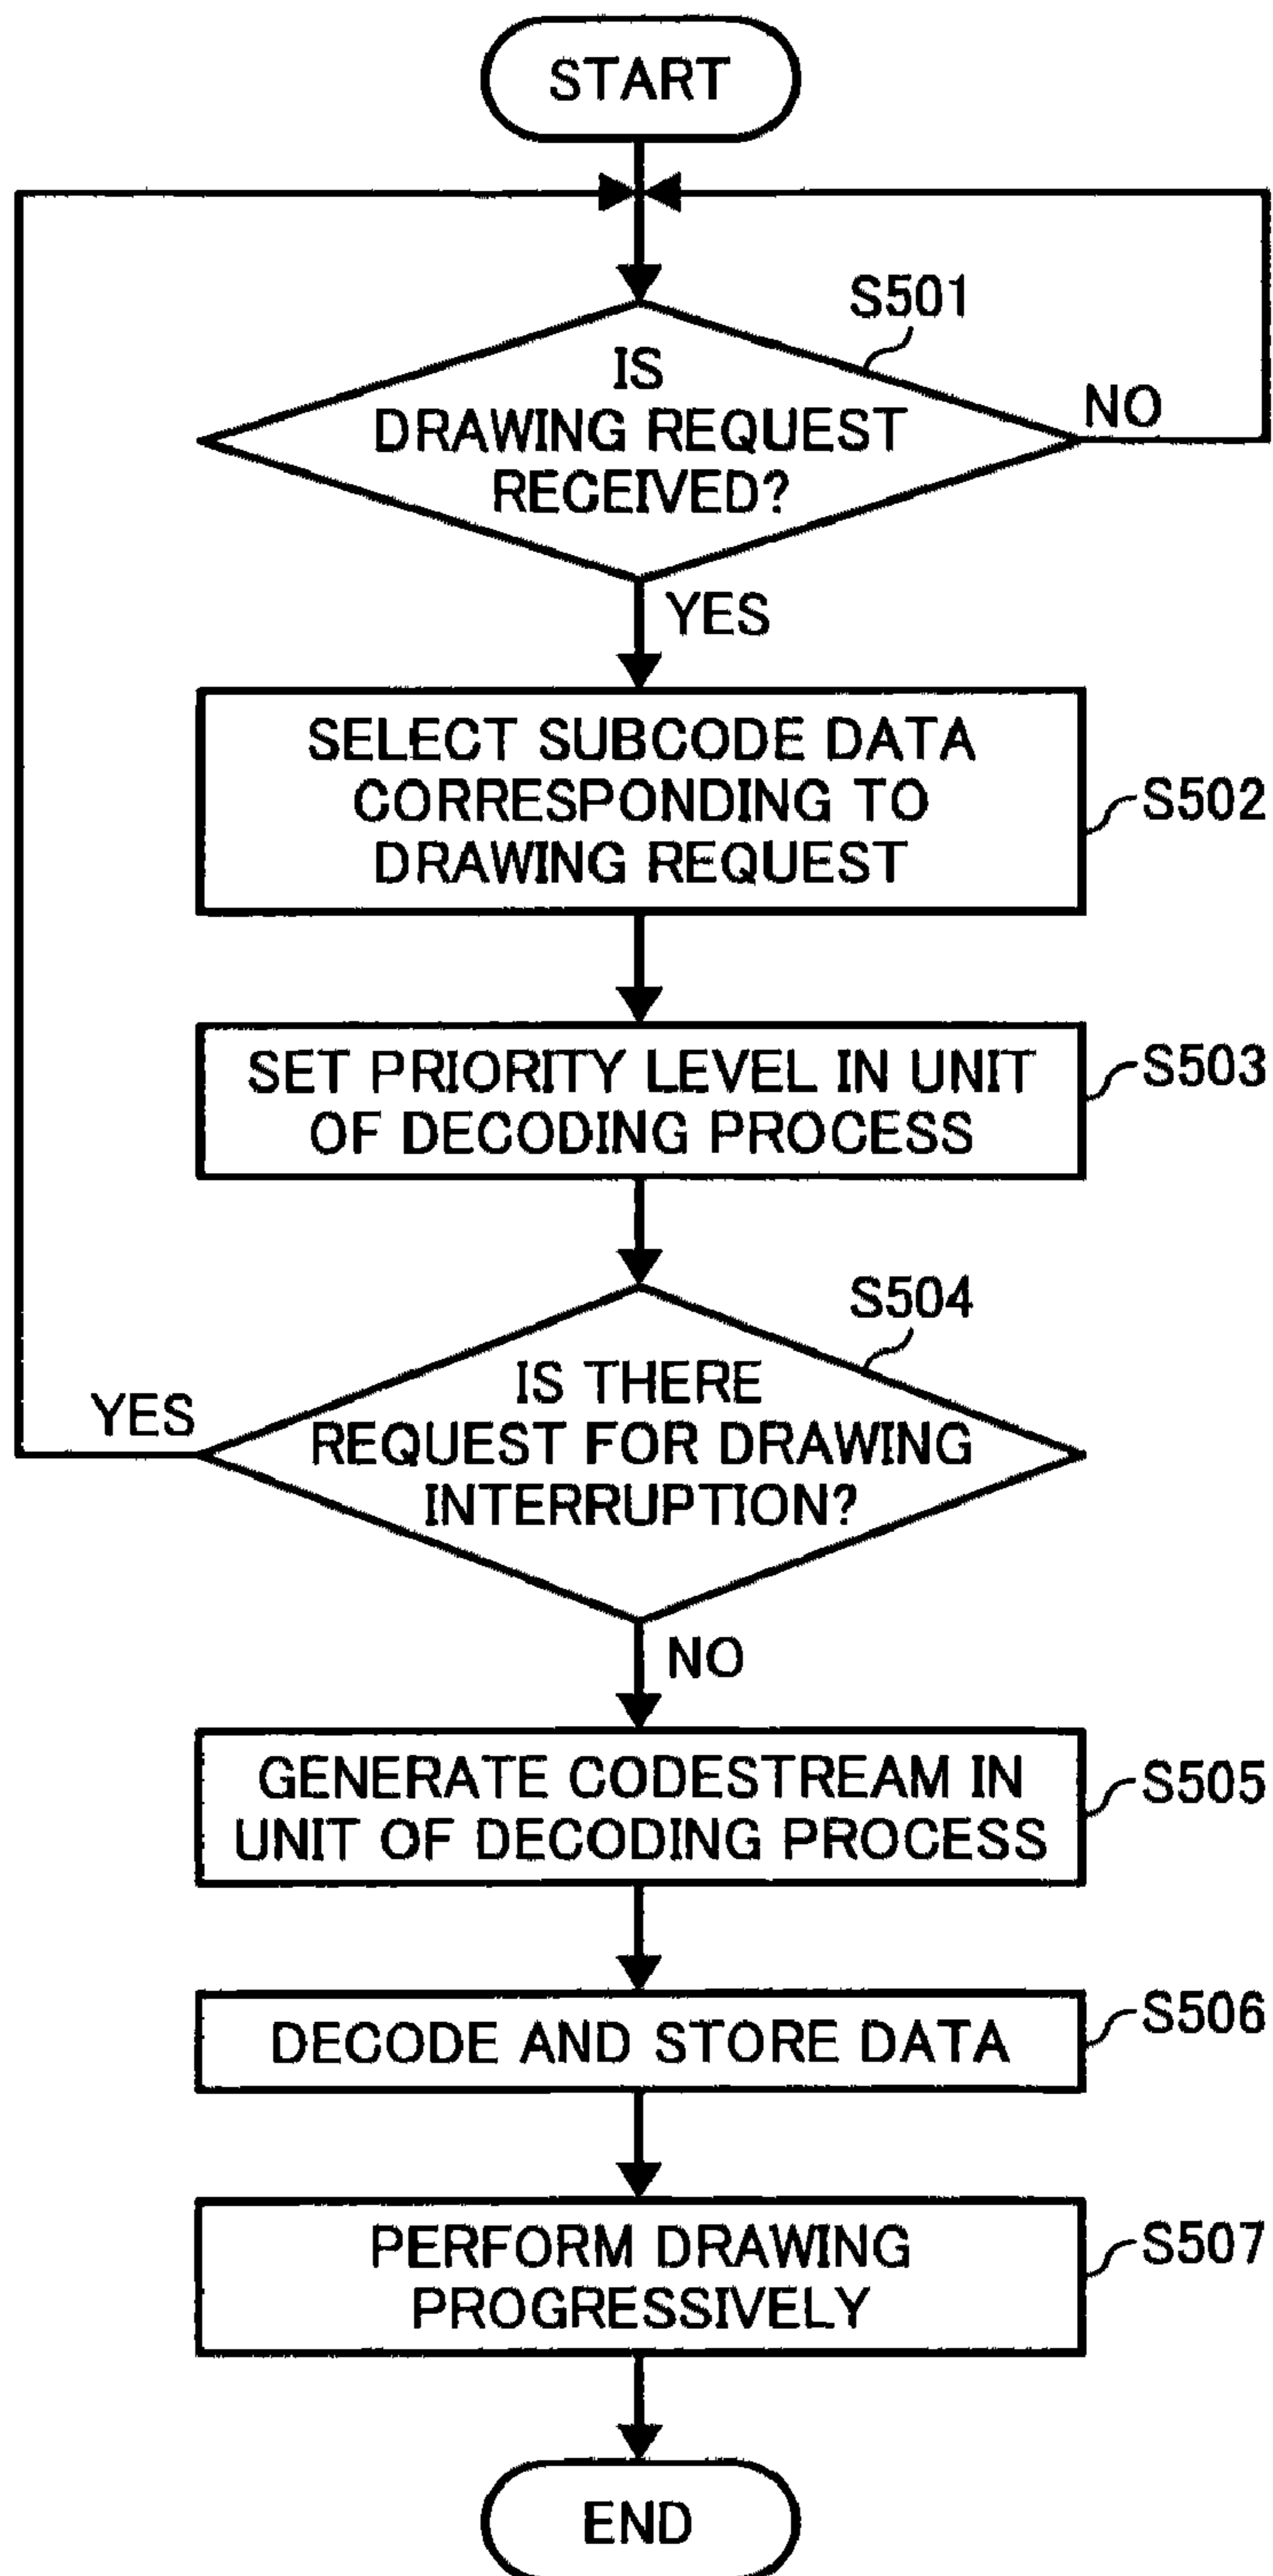 START
S501
IS
DRAWING REQUEST
RECEIVED?
NO
YES
SELECT SUBCODE DATA
CORRESPONDING TO
DRAWING REQUEST
S502
SET PRIORITY LEVEL IN UNIT
OF DECODING PROCESS
S503
S504
IS THERE
REQUEST FOR DRAWING
INTERRUPTION?
YES
NO
GENERATE CODESTREAM IN
UNIT OF DECODING PROCESS
S505
DECODE AND STORE DATA
S506
PERFORM DRAWING
PROGRESSIVELY
S507
END